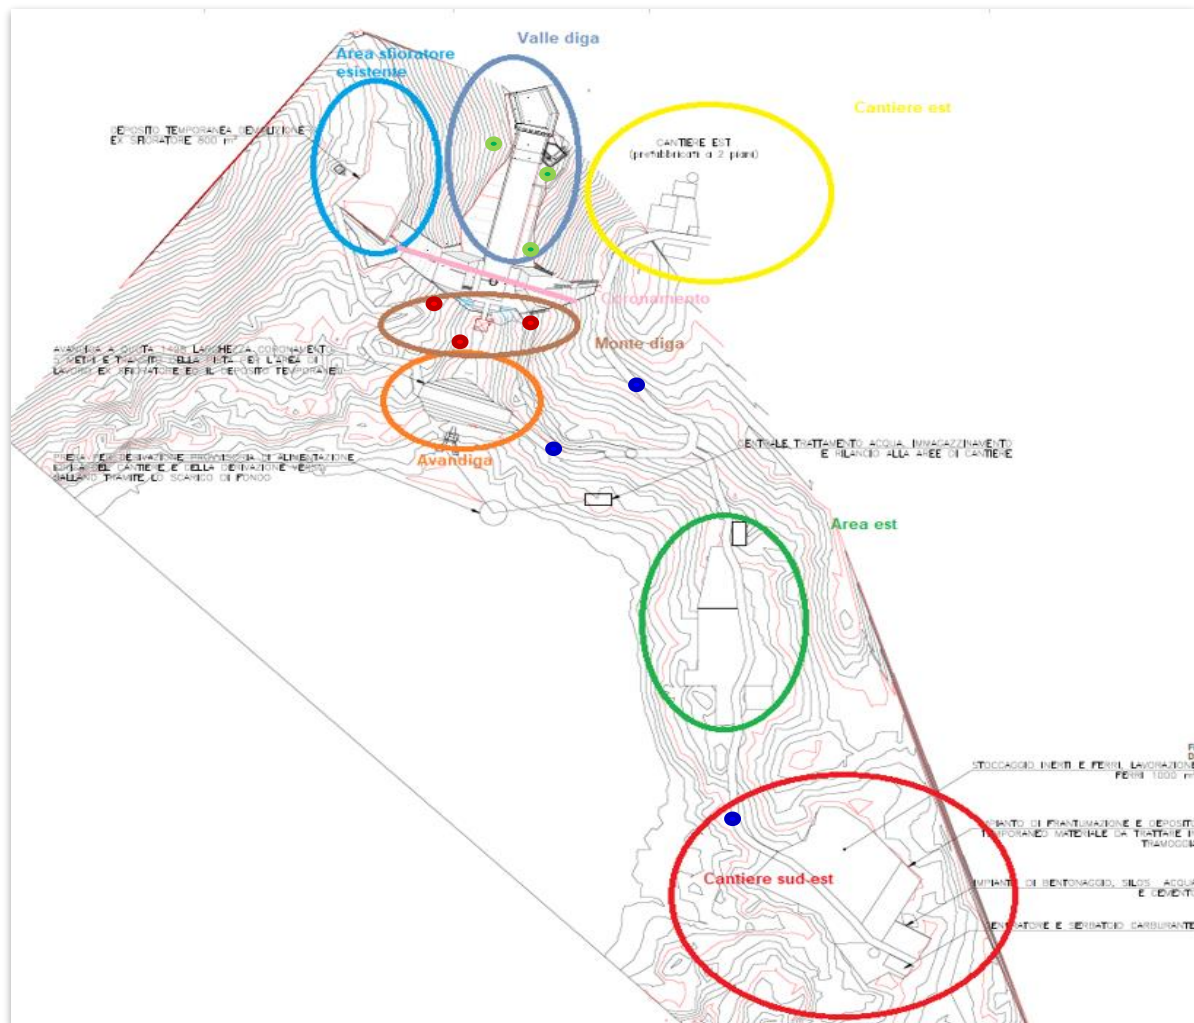 Valle diga
Area sfioratore
esistente
Cantiere est
DEPOSITO TEMPORANEA DEMOLIZIONE
EX SFIORATORE 800 m²
CANTIERE EST
(prefabbricati a 2 piani)
Coronamento
Monte diga
AVANDIGA A QUOTA 1498 LARGHEZZA CORONAMENTO
METRI E TRANSITO DELLA PISTA PER L'AREA DI
LAVORO EX SFIORATORE ED IL DEPOSITO TEMPORANEO
CENTRALE TRATTAMENTO ACQUA, IMMAGAZZINAMENTO
E RILANCIO ALLA AREE DI CANTIERE
PRESA PER DERIVAZIONE PROVVISORIA DI ALIMENTAZIONE
IDRICA DEL CANTIERE E DELLA DERIVAZIONE VERSO
TRAMITE LO SCARICO DI FONDO
Avandiga
Area est
STOCCAGGIO INERTI E FERRI, LAVORAZIONE
FERRI 1000
IMPIANTO DI FRANTUMAZIONE E DEPOSITO
TEMPORANEO MATERIALE DA TRATTARE
TRAMOGGIA
Cantiere sud-est
IMPIANTO DI BENTONAGGIO, SILOS ACQUA
E CEMENTO
GENERATORE E SERBATOIO CARBURANTE